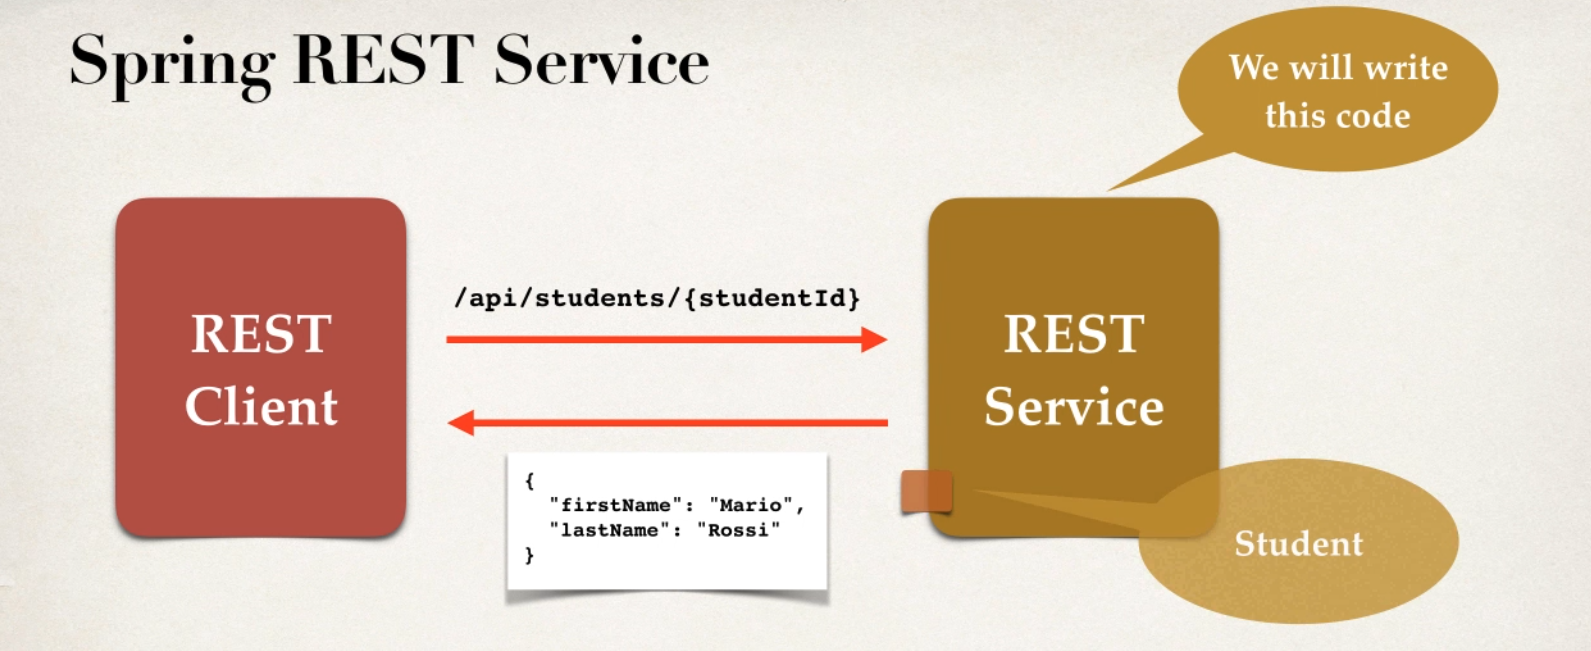 Spring REST Service
We will write
this code
REST
Client
/api/students/{studentId}
REST
Service
{
"firstName": "Mario",
"lastName": "Rossi"
}
Student